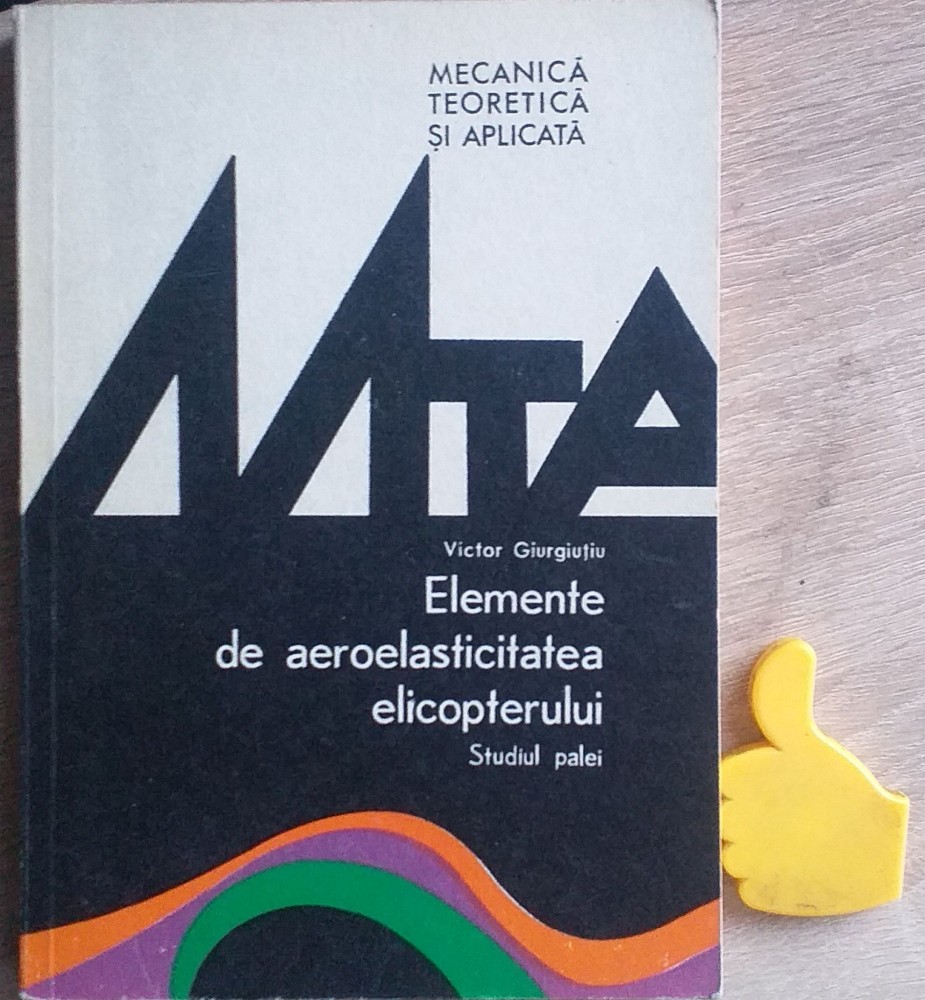 MECANICĂ
TEORETICĂ
ȘI APLICATĂ
MTA
Victor Giurgiuțiu
Elemente
de aeroelasticitatea
elicopterului
Studiul palei